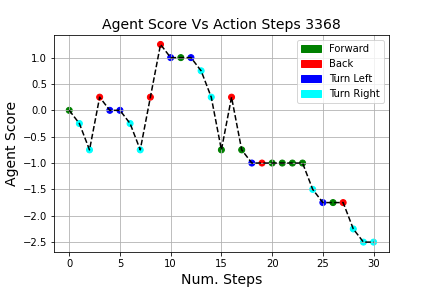 Agent Score Vs Action Steps 3368
Forward
Back
Turn Left
Turn Right
Agent Score
1.0
0.5
0.0
−0.5
−1.0
−1.5
−2.0
−2.5
0 5 10 15 20 25 30
Num. Steps